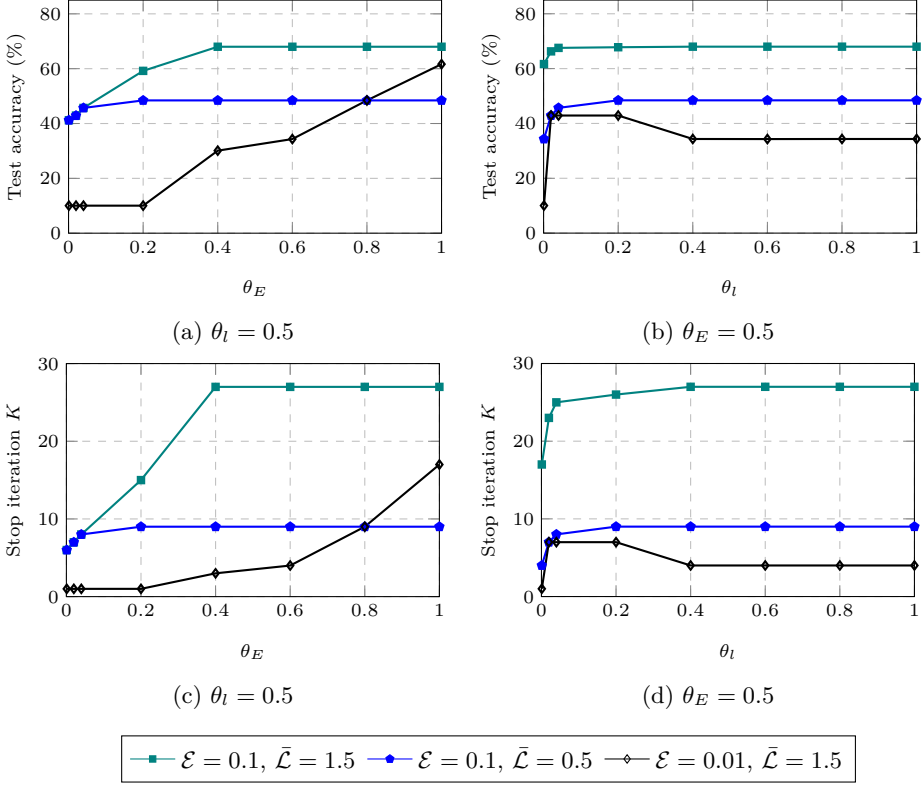 80
60
40
20
0
Test accuracy (%)
0 0.2 0.4 0.6 0.8 1
θ_E
(a) θ_l = 0.5
80
60
40
20
0
Test accuracy (%)
0 0.2 0.4 0.6 0.8 1
θ_l
(b) θ_E = 0.5
30
20
10
0
Stop iteration K
0 0.2 0.4 0.6 0.8 1
θ_E
(c) θ_l = 0.5
30
20
10
0
Stop iteration K
0 0.2 0.4 0.6 0.8 1
θ_l
(d) θ_E = 0.5
ℰ = 0.1, ℒ̄ = 1.5 ℰ = 0.1, ℒ̄ = 0.5 ℰ = 0.01, ℒ̄ = 1.5